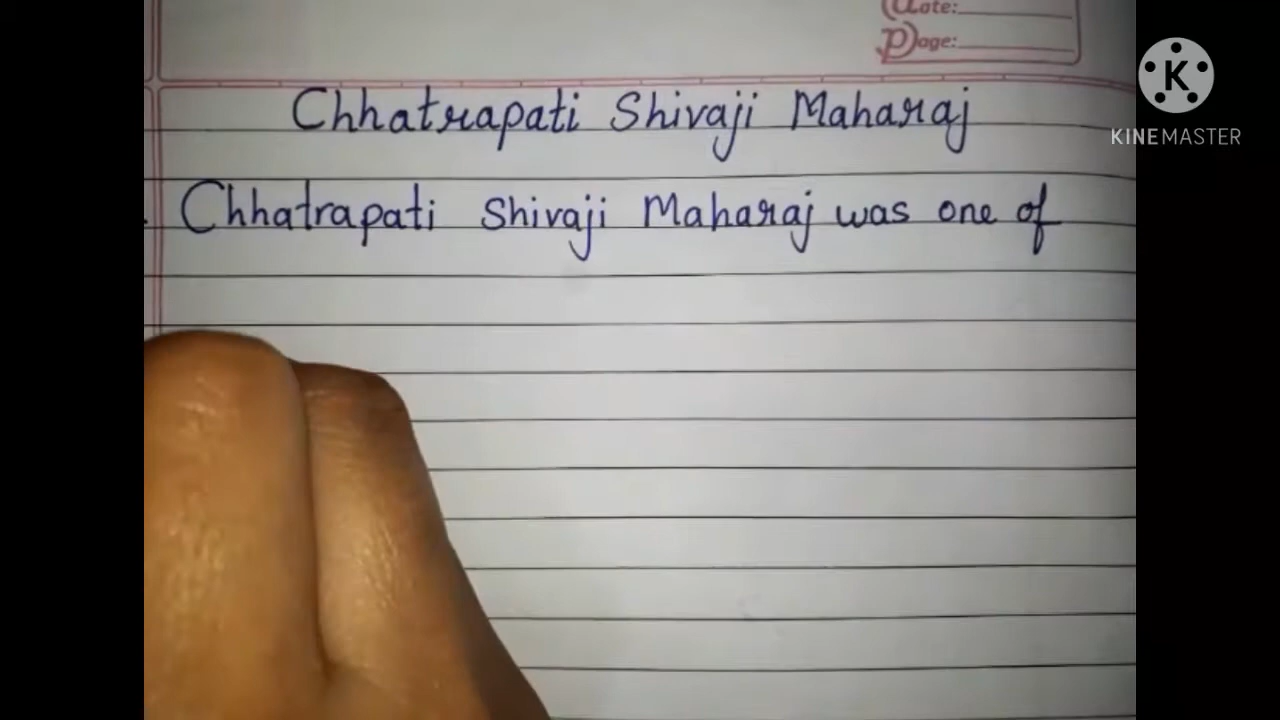 Date:
Page:
K
KINEMASTER
Chhatrapati Shivaji Maharaj
Chhatrapati Shivaji Maharaj was one of